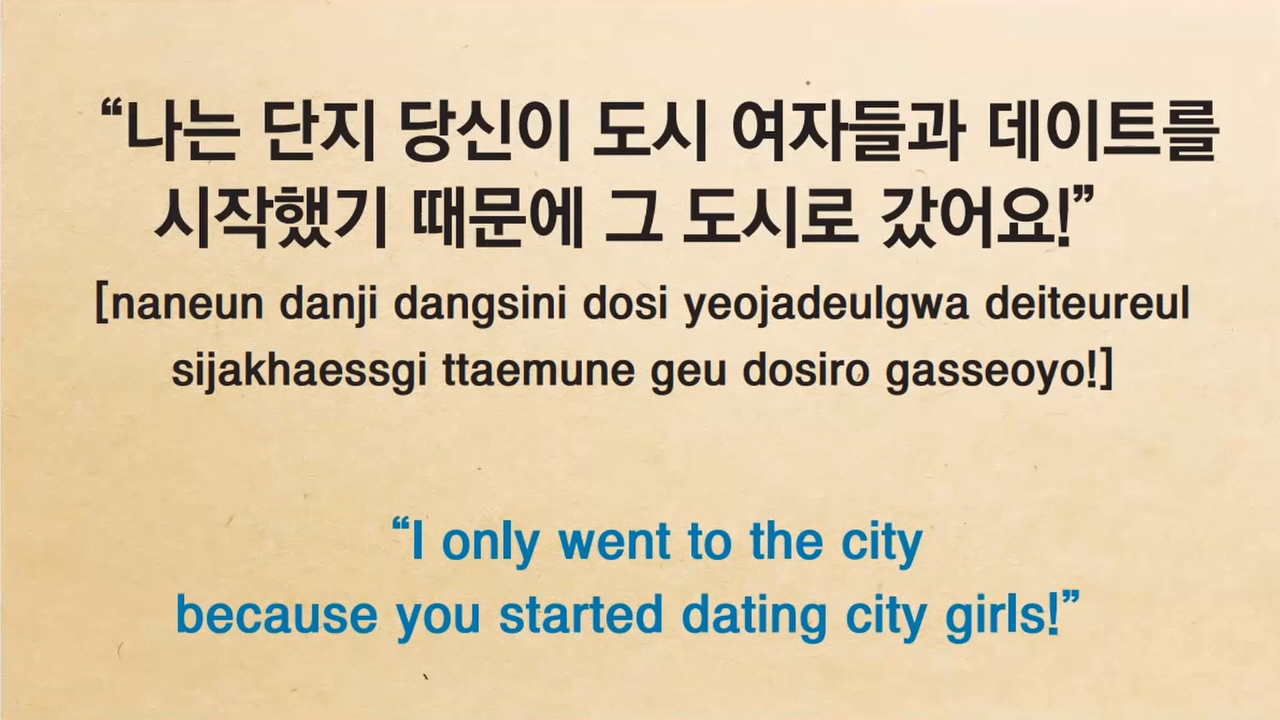 “나는 단지 당신이 도시 여자들과 데이트를
시작했기 때문에 그 도시로 갔어요!”
[naneun danji dangsini dosi yeojadeulgwa deiteureul
sijakhaessgi ttaemune geu dosiro gasseoyo!]
“I only went to the city
because you started dating city girls!”